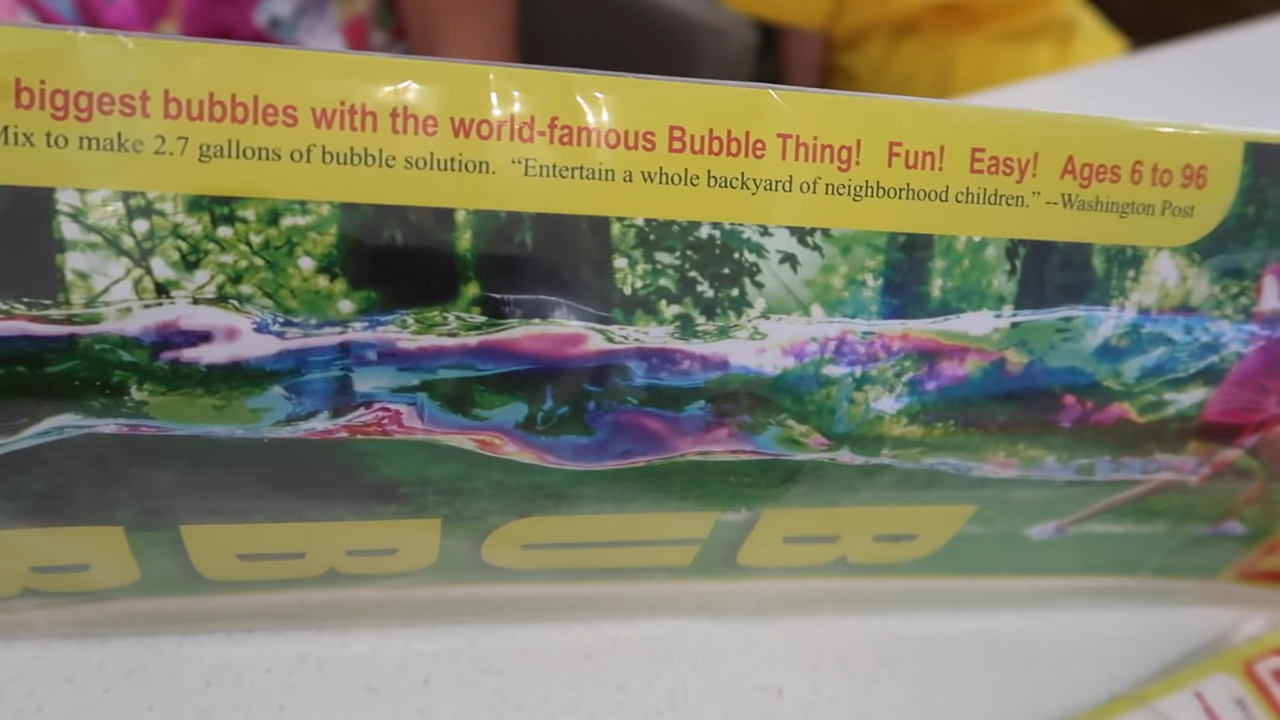 biggest bubbles with the world-famous Bubble Thing! Fun! Easy! Ages 6 to 96
Mix to make 2.7 gallons of bubble solution. “Entertain a whole backyard of neighborhood children.” --Washington Post
BUBB